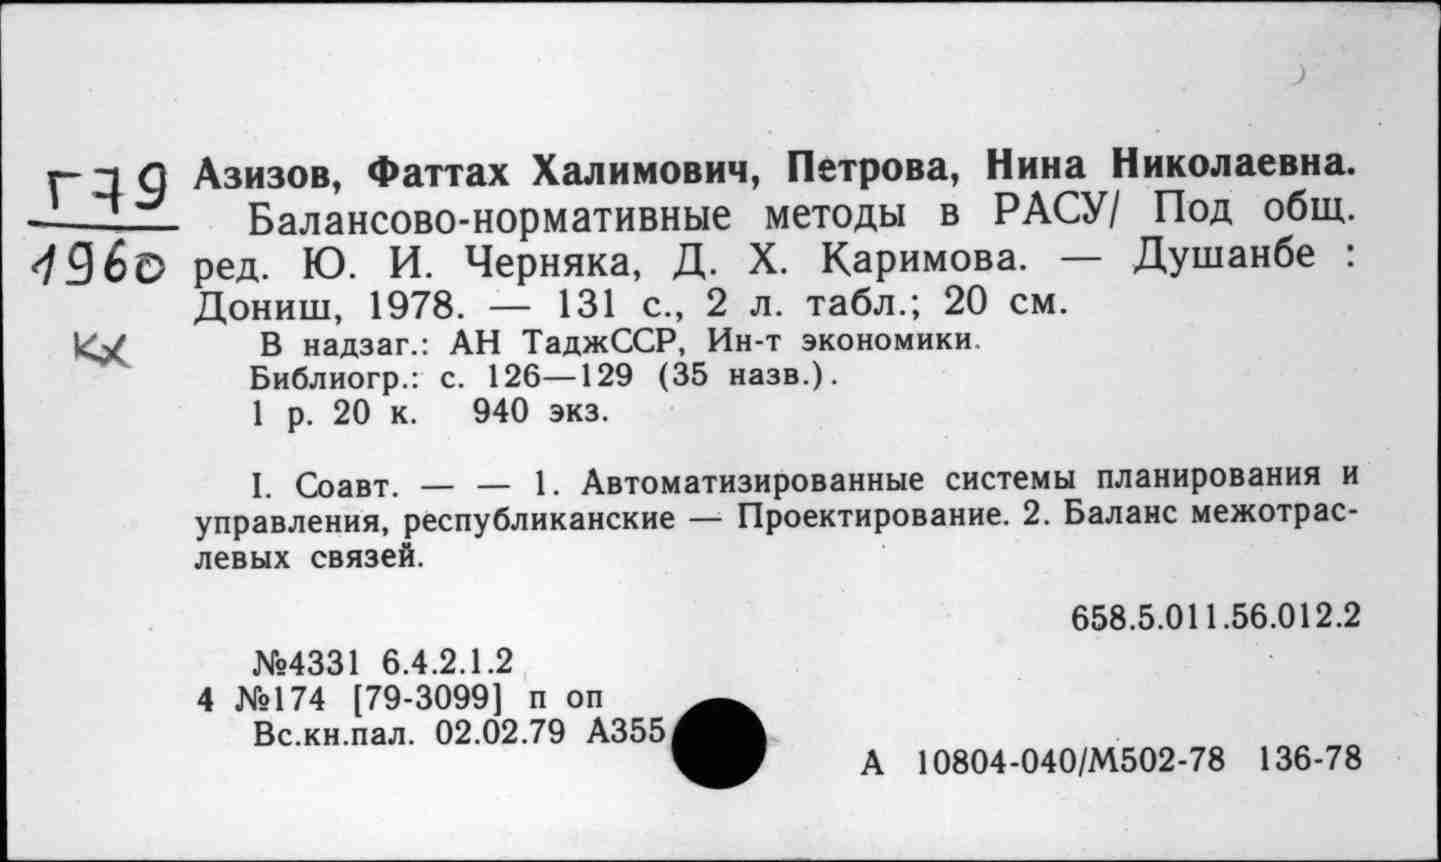 Г79
1960
кх
Азизов, Фаттах Халимович, Петрова, Нина Николаевна.
Балансово-нормативные методы в РАСУ/ Под общ.
ред. Ю. И. Черняка, Д. Х. Каримова. — Душанбе :
Дониш, 1978. — 131 с., 2 л. табл.; 20 см.
В надзаг.: АН ТаджССР, Ин-т экономики.
Библиогр.: с. 126—129 (35 назв.).
1 р. 20 к. 940 экз.
I. Соавт. — — 1. Автоматизированные системы планирования и
управления, республиканские — Проектирование. 2. Баланс межотрас-
левых связей.
658.5.011.56.012.2
№4331 6.4.2.1.2
4 №174 [79-3099] п оп
Вс.кн.пал. 02.02.79 А355
А 10804-040/М502-78 136-78